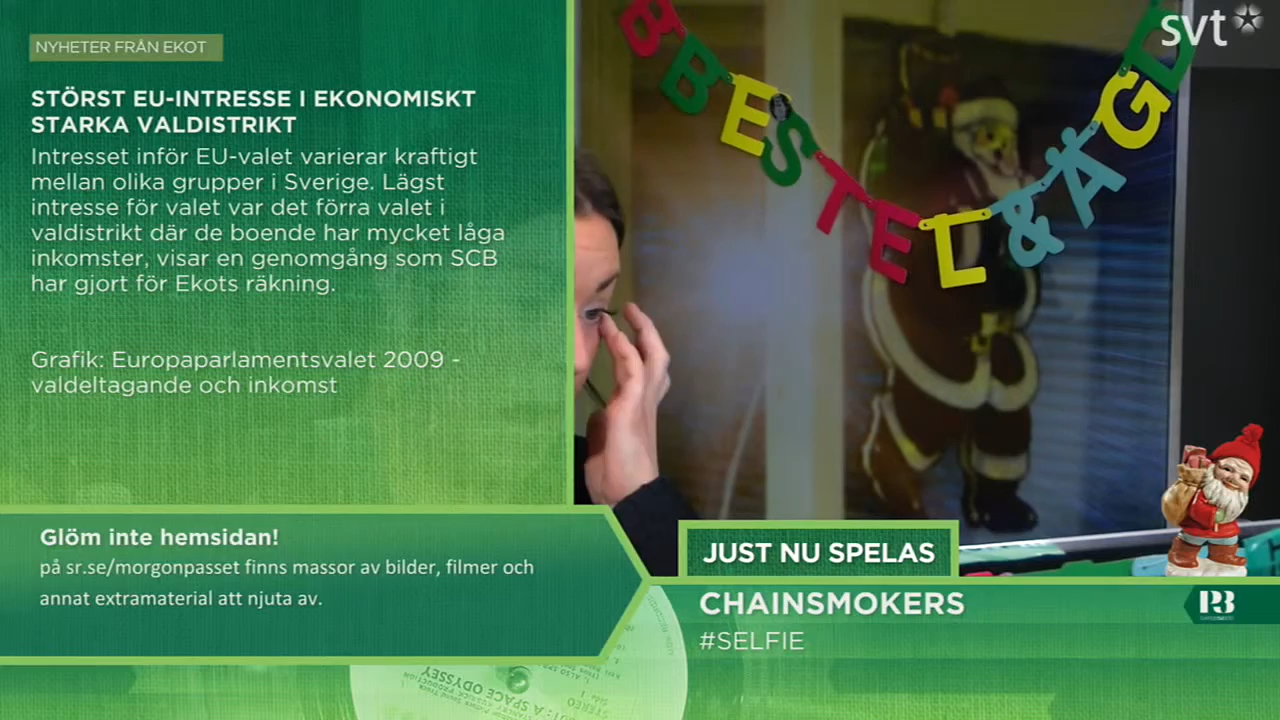 NYHETER FRÅN EKOT
STÖRST EU-INTRESSE I EKONOMISKT
STARKA VALDISTRIKT
Intresset inför EU-valet varierar kraftigt
mellan olika grupper i Sverige. Lägst
intresse för valet var det förra valet i
valdistrikt där de boende har mycket låga
inkomster, visar en genomgång som SCB
har gjort för Ekots räkning.
Grafik: Europaparlamentsvalet 2009 -
valdeltagande och inkomst
svt
BBESTEL&ÄGD
Glöm inte hemsidan!
på sr.se/morgonpasset finns massor av bilder, filmer och
annat extramaterial att njuta av.
JUST NU SPELAS
CHAINSMOKERS
#SELFIE
P3
A SPACE ODYSSEY
STEREO